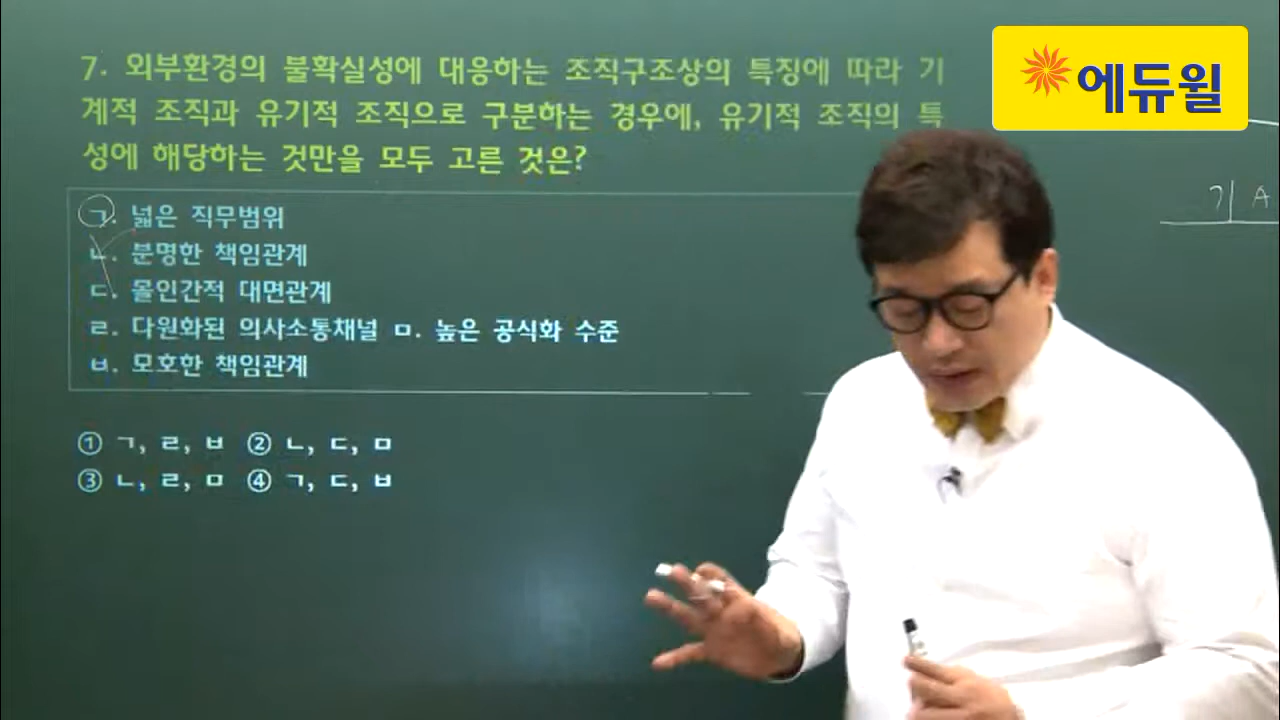 에듀윌
7. 외부환경의 불확실성에 대응하는 조직구조상의 특징에 따라 기
계적 조직과 유기적 조직으로 구분하는 경우에, 유기적 조직의 특
성에 해당하는 것만을 모두 고른 것은?
ㄱ. 넓은 직무범위
ㄴ. 분명한 책임관계
ㄷ. 몰인간적 대면관계
ㄹ. 다원화된 의사소통채널 ㅁ. 높은 공식화 수준
ㅂ. 모호한 책임관계
① ㄱ, ㄹ, ㅂ ② ㄴ, ㄷ, ㅁ
③ ㄴ, ㄹ, ㅁ ④ ㄱ, ㄷ, ㅂ
기 A